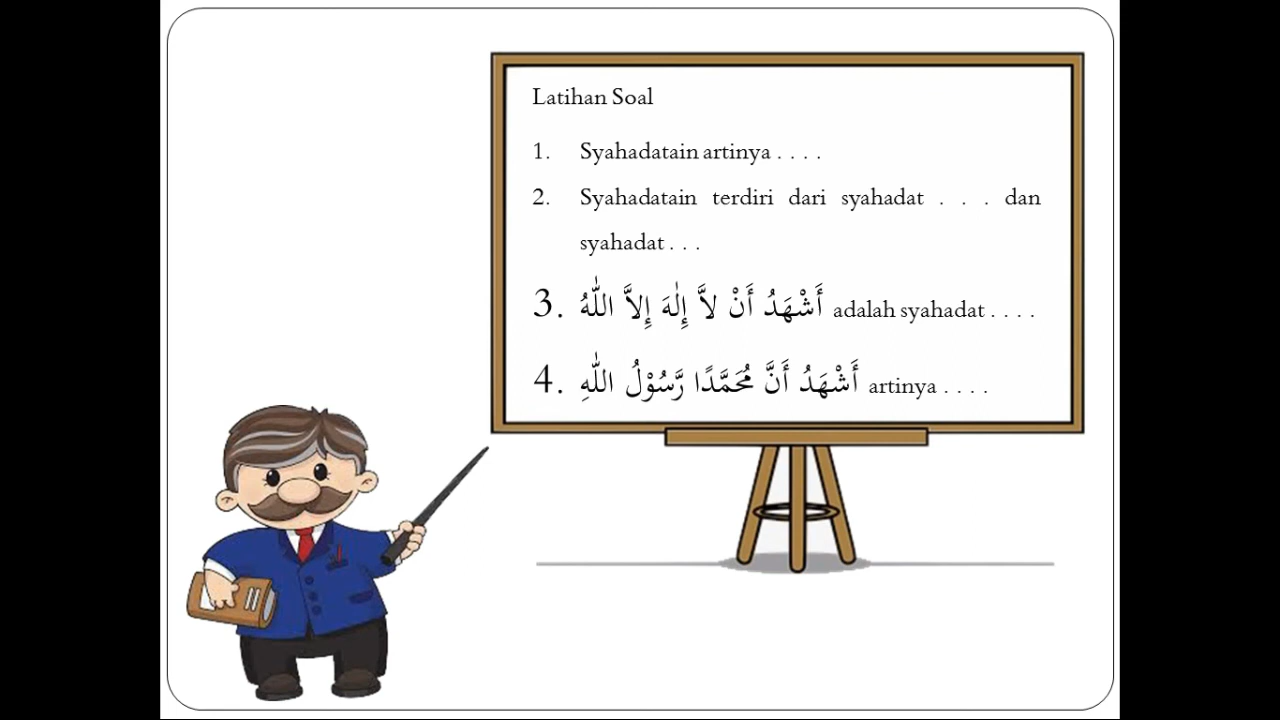 Latihan Soal
1. Syahadatain artinya . . . .
2. Syahadatain terdiri dari syahadat . . . dan
syahadat . . .
3. أَشْهَدُ أَنْ لاَّ إِلٰهَ إِلاَّ اللّٰهُ adalah syahadat . . . .
4. أَشْهَدُ أَنَّ مُحَمَّدًا رَّسُوْلُ اللّٰهِ artinya . . . .